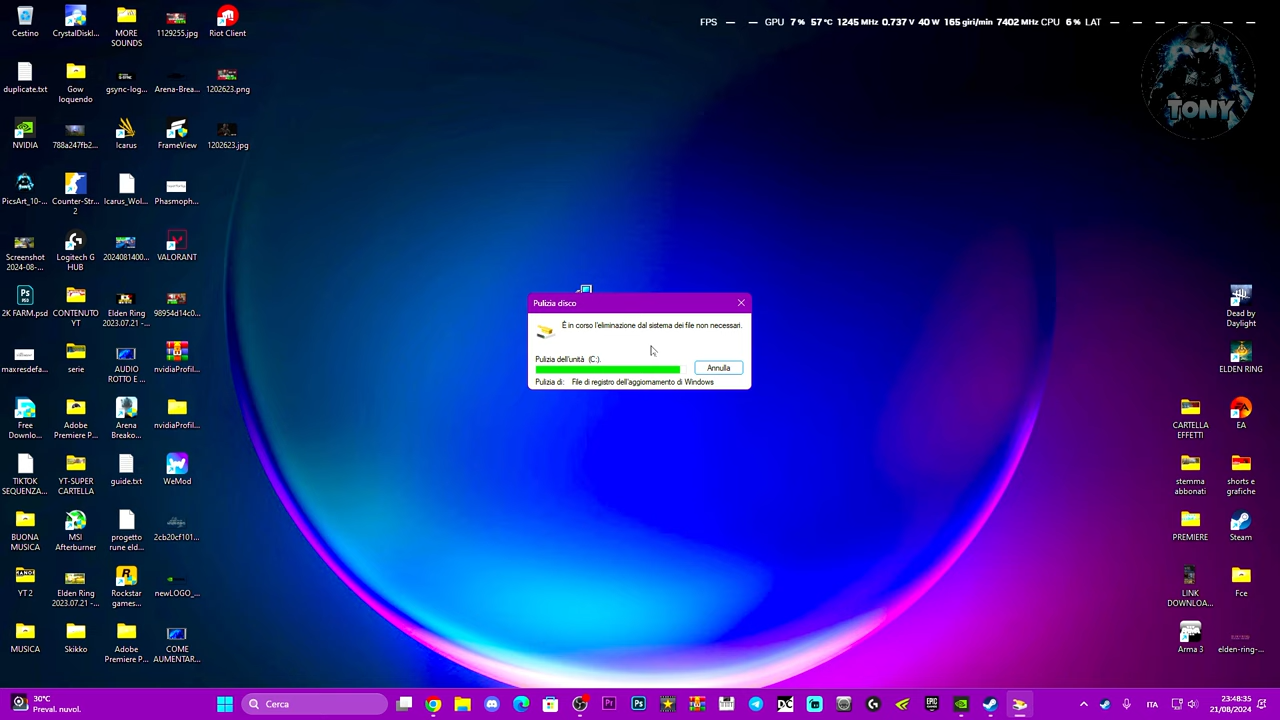 FPS — — GPU 7 % 57 °C 1245 MHz 0.737 V 40 W 165 giri/min 7402 MHz CPU 6 % LAT — — — — — — —
TONY
Cestino
CrystalDiskI...
MORE
SOUNDS
1129255.jpg
Riot Client
duplicate.txt
Gow
loquendo
gsync-log...
Arena-Brea...
1202623.png
NVIDIA
788a247fb2...
Icarus
FrameView
1202623.jpg
PicsArt_10-...
Counter-Str...
2
Icarus_Wol...
Phasmoph...
Screenshot
2024-08-...
Logitech G
HUB
2024081400...
VALORANT
2K FARM.psd
CONTENUTO
YT
Elden Ring
2023.07.21 -...
98954d14c0...
maxresdefa...
serie
AUDIO
ROTTO E ...
nvidiaProfil...
Free
Downlo...
Adobe
Premiere P...
Arena
Breako...
nvidiaProfil...
TIKTOK
SEQUENZA...
YT-SUPER
CARTELLA
guide.txt
WeMod
BUONA
MUSICA
MSI
Afterburner
progetto
rune eld...
2cb20cf101...
YT 2
Elden Ring
2023.07.21 -...
Rockstar
games...
newLOGO_...
MUSICA
Skikko
Adobe
Premiere P...
COME
AUMENTAR...
Pulizia disco
È in corso l'eliminazione dal sistema dei file non necessari.
Pulizia dell'unità (C:).
Annulla
Pulizia di: File di registro dell'aggiornamento di Windows
Dead by
Daylight
ELDEN RING
CARTELLA
EFFETTI
EA
stemma
abbonati
shorts e
grafiche
PREMIERE
Steam
LINK
DOWNLOA...
Fce
Arma 3
elden-ring-...
30°C
Preval. nuvol.
Cerca
ITA
23:48:35
21/08/2024